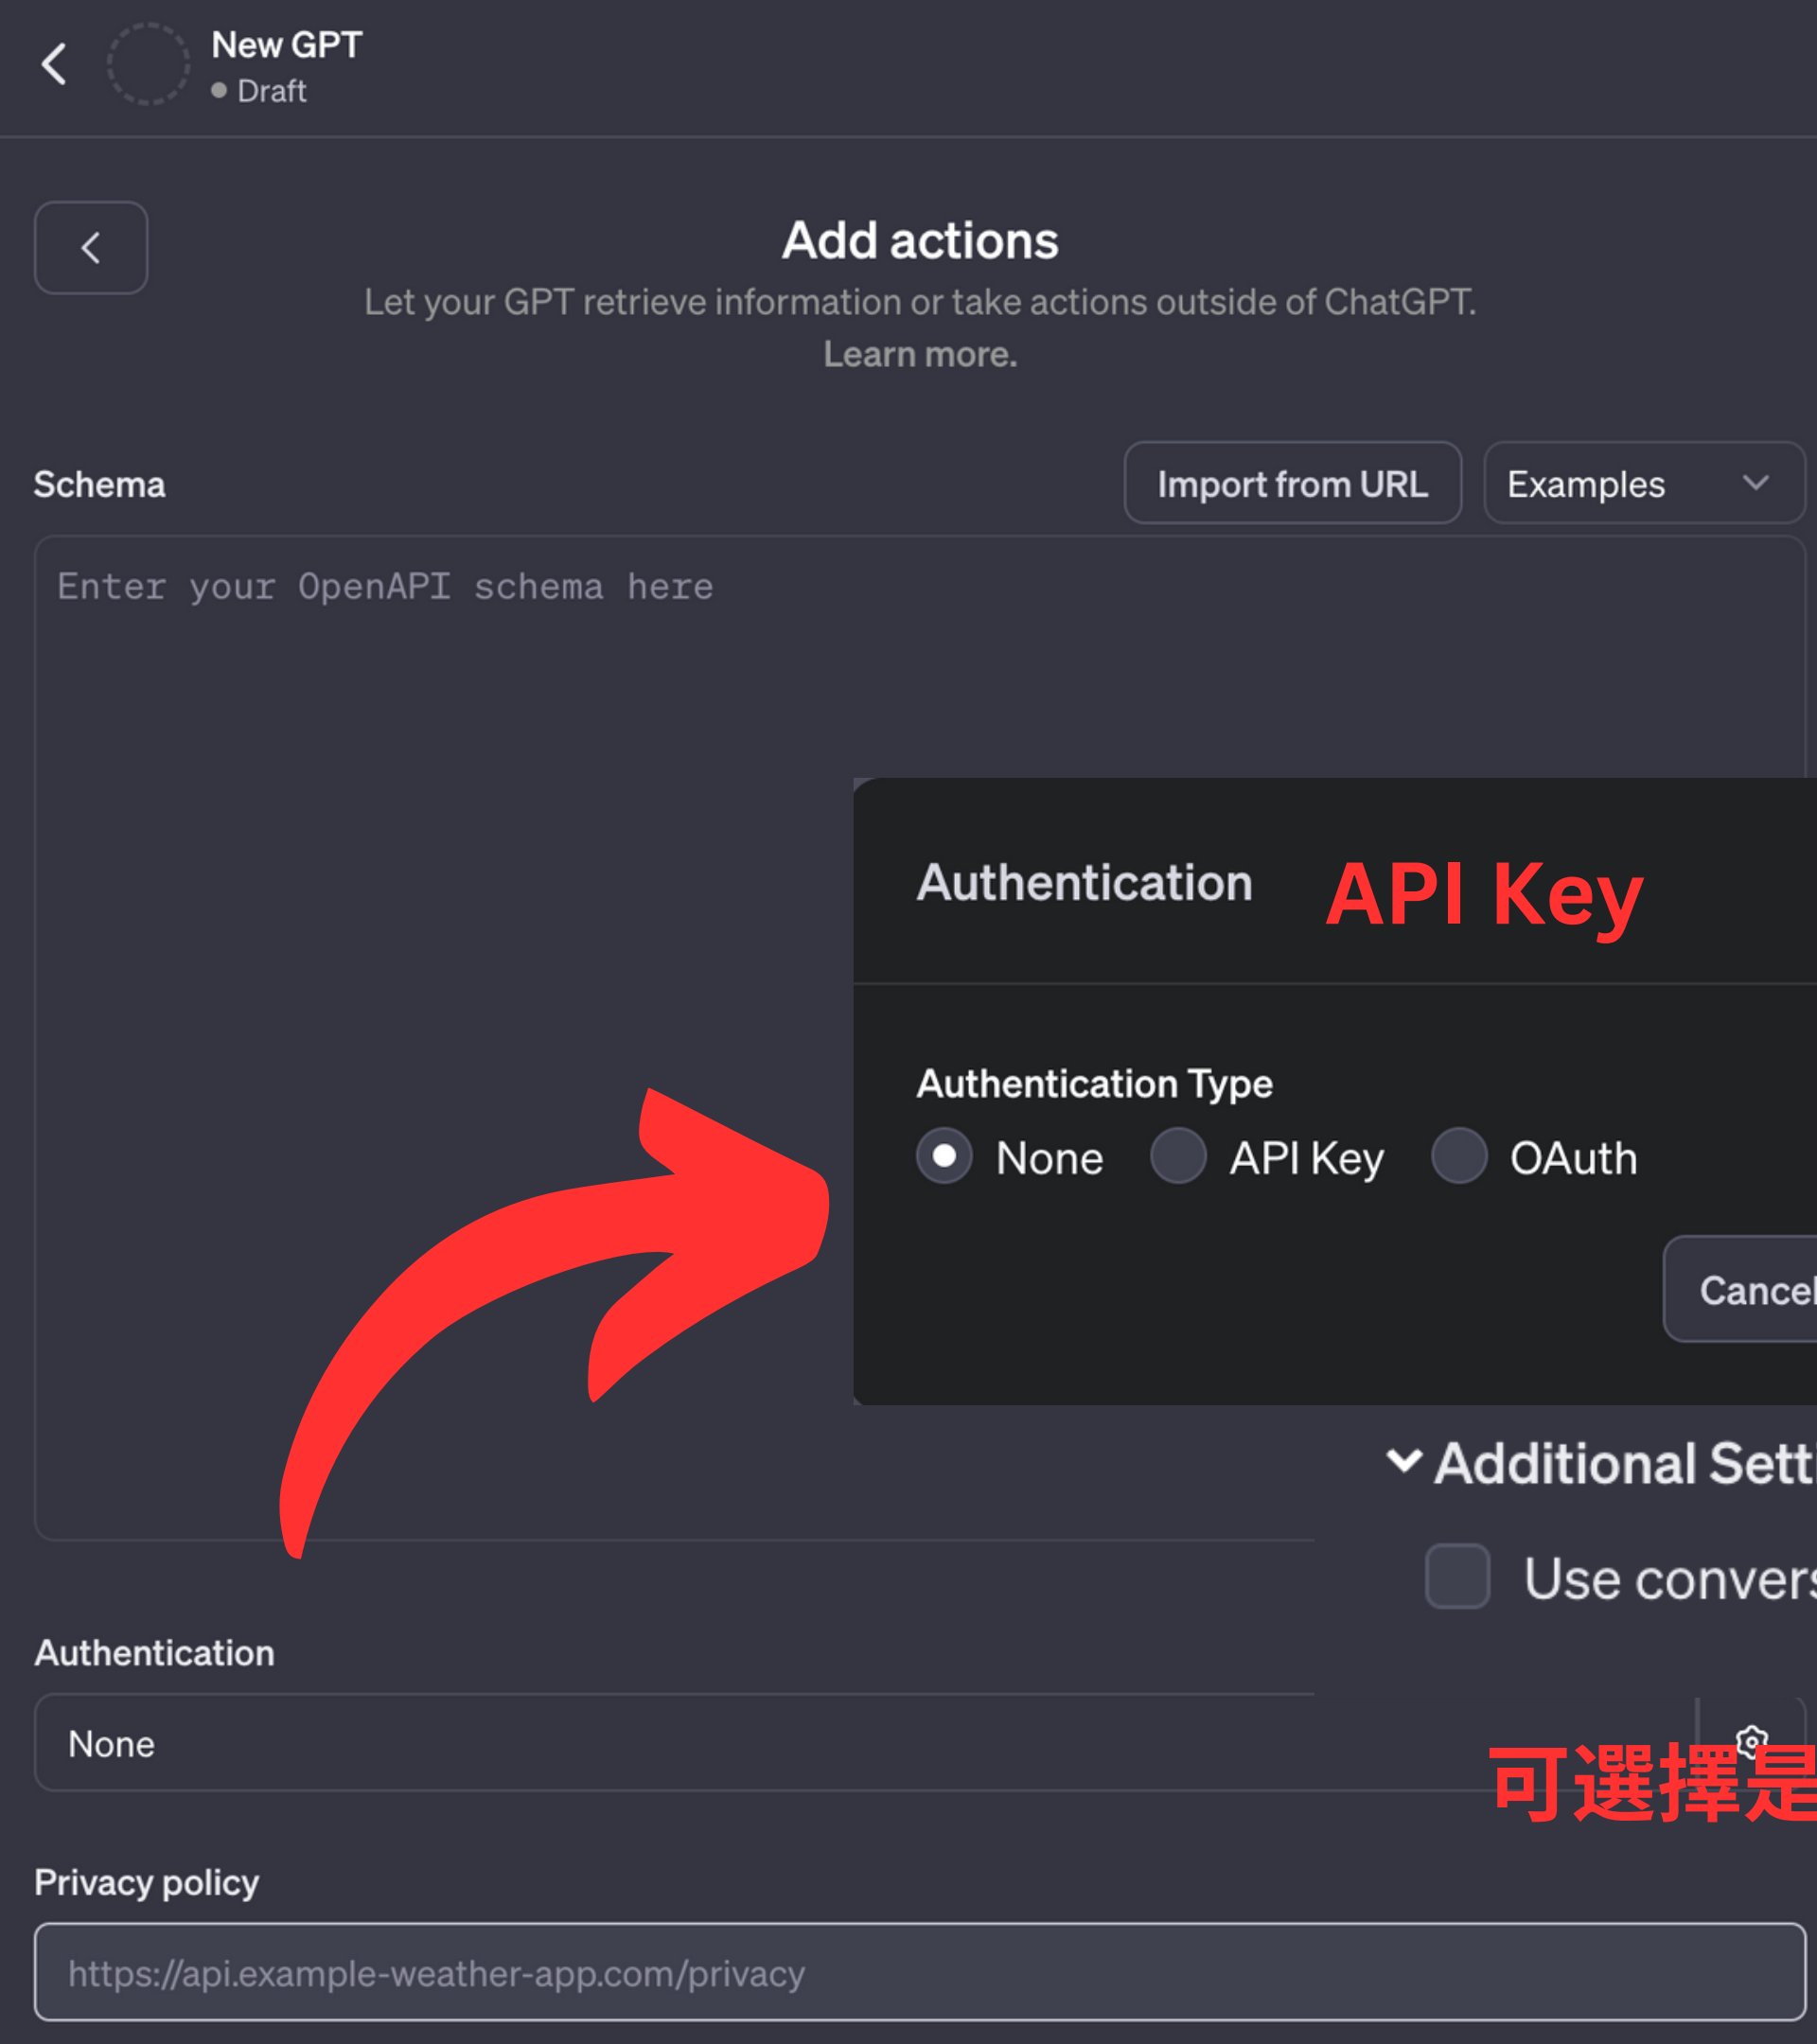 New GPT
Draft
Add actions
Let your GPT retrieve information or take actions outside of ChatGPT.
Learn more.
Schema
Import from URL
Examples
Enter your OpenAPI schema here
Authentication API Key
Authentication Type
None API Key OAuth
Cancel
Additional
Use
Authentication
None
可選擇是
Privacy policy
https://api.example-weather-app.com/privacy